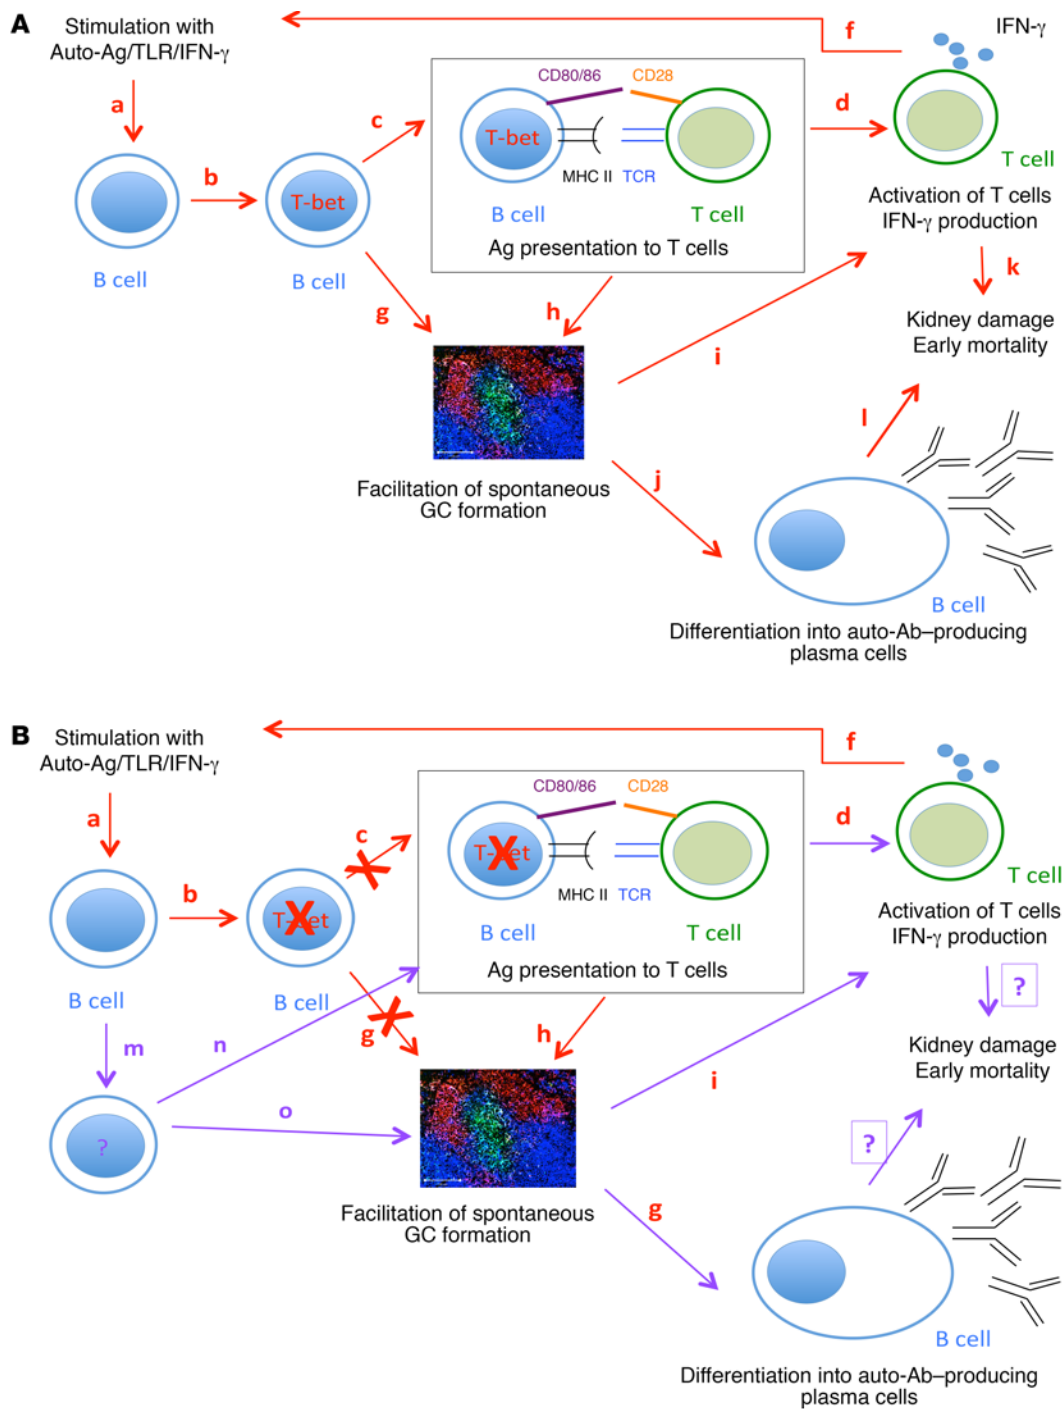 A
Stimulation with
Auto-Ag/TLR/IFN-γ
f
IFN-γ
a
CD80/86
CD28
c
d
T-bet
b
T-bet
MHC II
TCR
T cell
B cell
T cell
Activation of T cells
IFN-γ production
Ag presentation to T cells
B cell
B cell
k
g
h
Kidney damage
Early mortality
i
l
j
Facilitation of spontaneous
GC formation
B cell
Differentiation into auto-Ab–producing
plasma cells
B
Stimulation with
Auto-Ag/TLR/IFN-γ
f
CD80/86
CD28
a
c
d
X
T-bet
b
X
T-bet
MHC II
TCR
T cell
B cell
T cell
Activation of T cells
IFN-γ production
Ag presentation to T cells
B cell
B cell
?
m
n
g
h
Kidney damage
Early mortality
i
o
?
?
g
Facilitation of spontaneous
GC formation
B cell
Differentiation into auto-Ab–producing
plasma cells